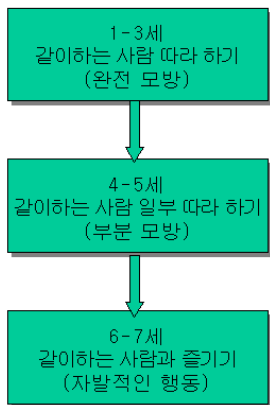 1-3세
같이하는 사람 따라 하기
(완전 모방)
4-5세
같이하는 사람 일부 따라 하기
(부분 모방)
6-7세
같이하는 사람과 즐기기
(자발적인 행동)